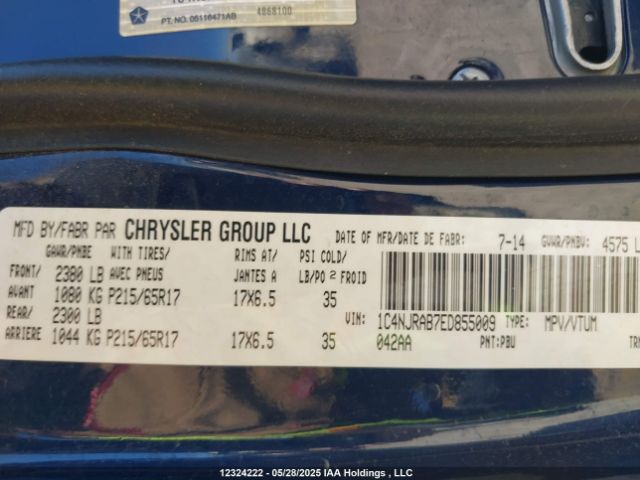 PT. NO. 05116471AB 4868100
MFD BY/FABR PAR CHRYSLER GROUP LLC DATE OF MFR/DATE DE FABR: 7-14 GVWR/PNBV: 4575 L
GAWR/PNBE WITH TIRES/ RIMS AT/ PSI COLD/
FRONT/ 2380 LB AVEC PNEUS JANTES A LB/PO 2 FROID
AVANT 1080 KG P215/65R17 17X6.5 35
REAR/ 2300 LB
VIN: 1C4NJRAB7ED855009 TYPE: MPV/VTUM
ARRIERE 1044 KG P215/65R17 17X6.5 35
042AA PNT:PBU TR
12324222 - 05/28/2025 IAA Holdings , LLC